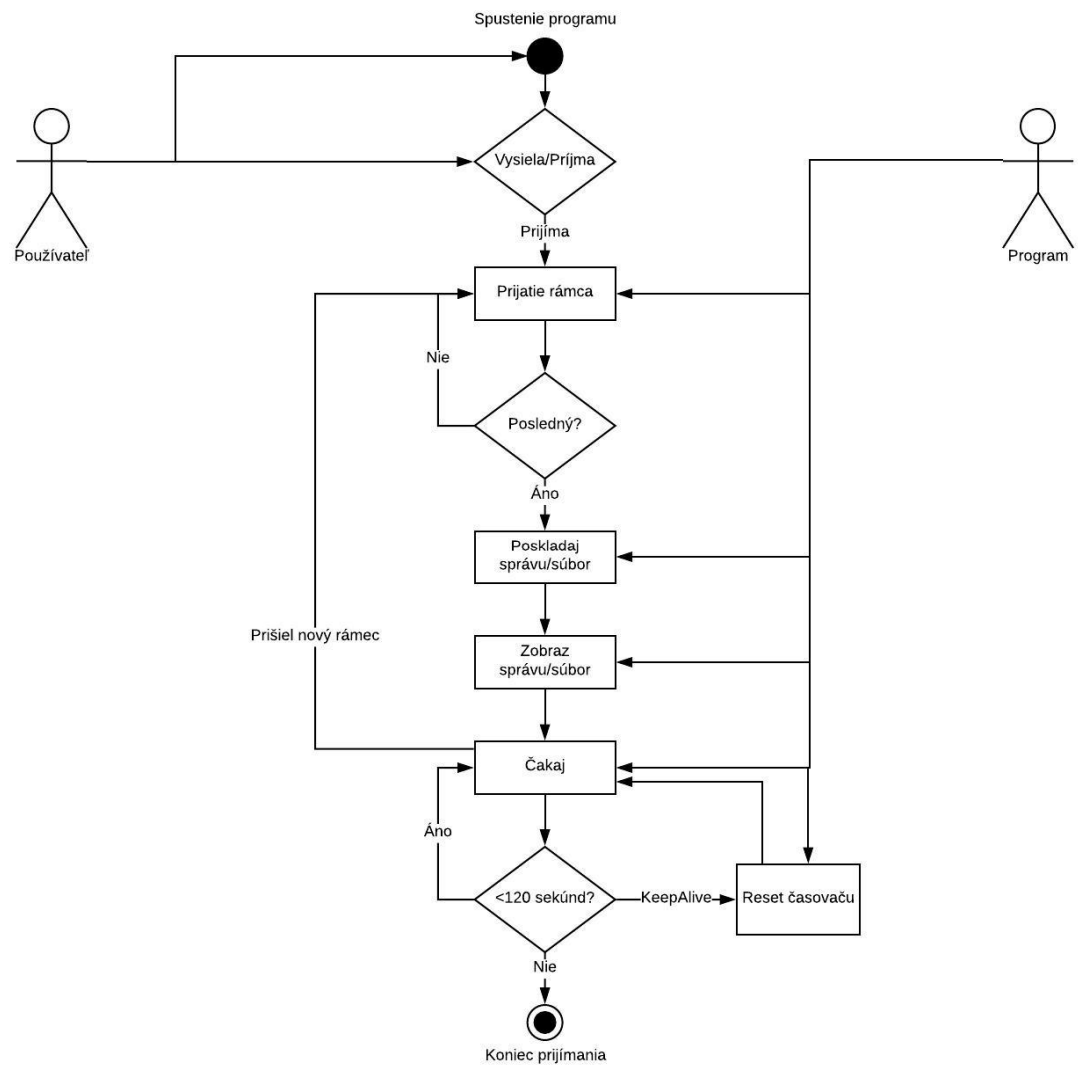 Spustenie programu
Vysiela/Príjma
Používateľ
Program
Prijíma
Prijatie rámca
Nie
Posledný?
Áno
Poskladaj
správu/súbor
Prišiel nový rámec
Zobraz
správu/súbor
Čakaj
Áno
<120 sekúnd?
KeepAlive
Reset časovaču
Nie
Koniec prijímania